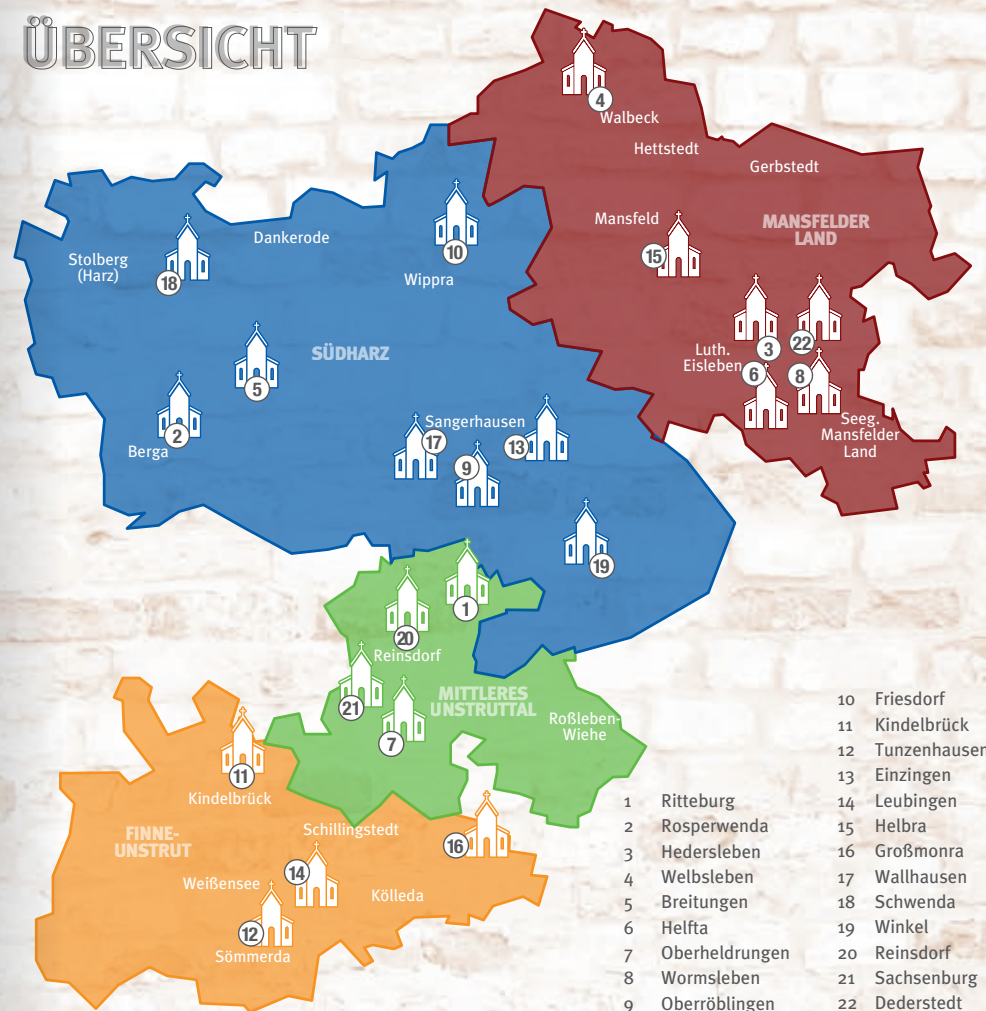 ÜBERSICHT
4
Walbeck
Hettstedt
Gerbstedt
Mansfeld
MANSFELDER
LAND
15
10
Wippra
Dankerode
Stolberg
(Harz)
18
SÜDHARZ
5
2
Berga
3
22
Luth.
Eisleben
6
8
Seeg.
Mansfelder
Land
Sangerhausen
17
13
9
19
1
20
Reinsdorf
21
MITTLERES
UNSTRUTTAL
7
Roßleben-
Wiehe
11
Kindelbrück
Schillingstedt
16
FINNE-
UNSTRUT
14
Weißensee
Kölleda
12
Sömmerda
1 Ritteburg
2 Rosperwenda
3 Hedersleben
4 Welbsleben
5 Breitungen
6 Helfta
7 Oberheldrungen
8 Wormsleben
9 Oberröblingen
10 Friesdorf
11 Kindelbrück
12 Tunzenhausen
13 Einzingen
14 Leubingen
15 Helbra
16 Großmonra
17 Wallhausen
18 Schwenda
19 Winkel
20 Reinsdorf
21 Sachsenburg
22 Dederstedt